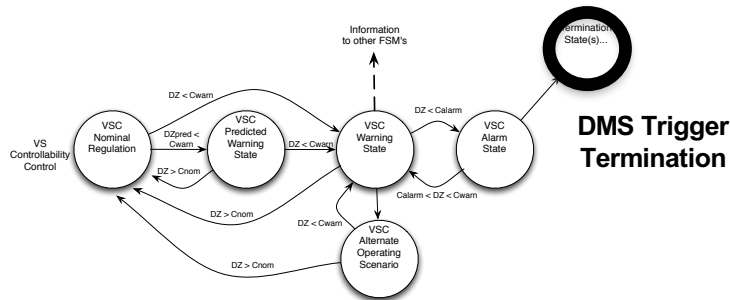 Information
to other FSM's
Termination
State(s)...
DZ < Cwarn
DZ < Calarm
VSC
Nominal
Regulation
DZpred <
Cwarn
VSC
Predicted
Warning
State
DZ < Cwarn
VSC
Warning
State
VSC
Alarm
State
DMS Trigger
Termination
VS
Controllability
Control
DZ > Cnom
Calarm < DZ < Cwarn
DZ > Cnom
DZ < Cwarn
VSC
Alternate
Operating
Scenario
DZ > Cnom